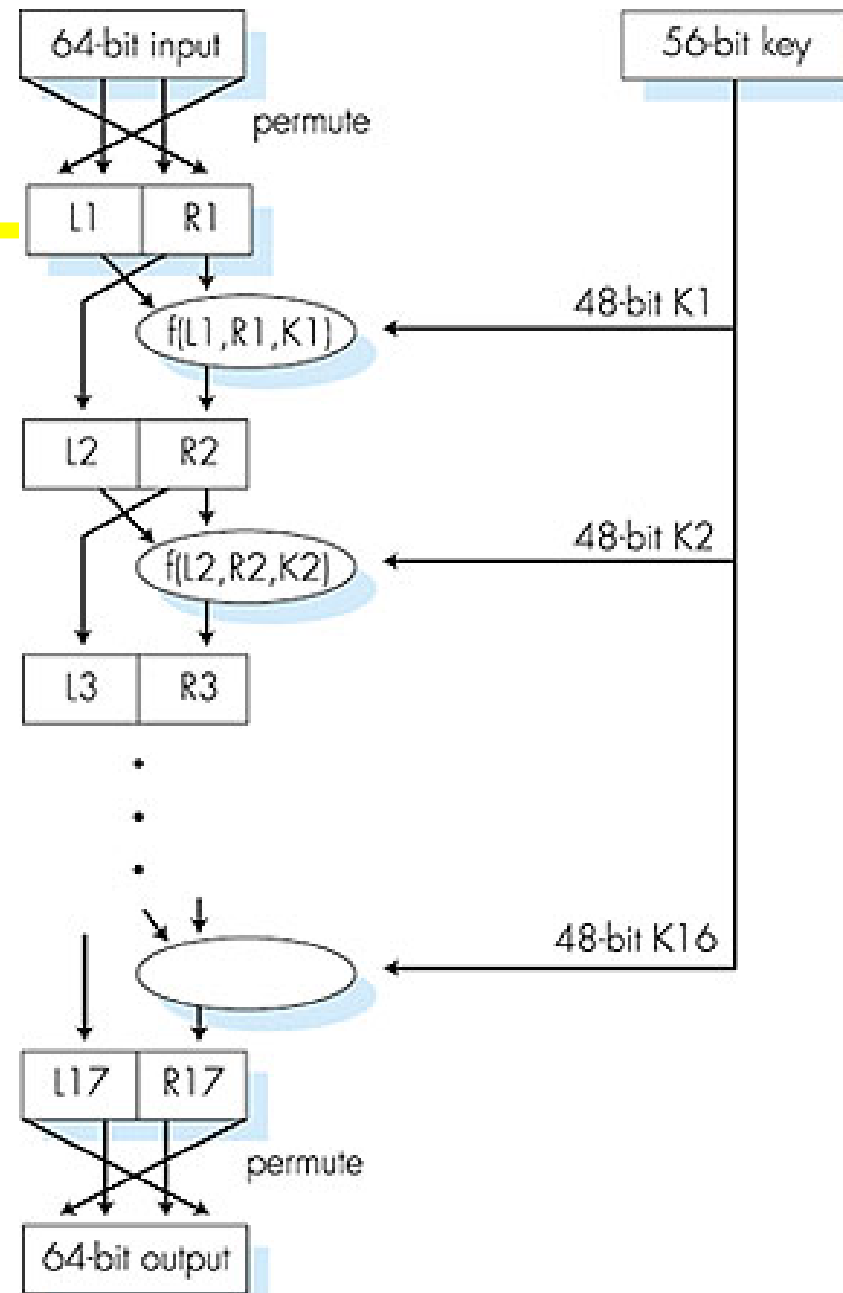 64-bit input
56-bit key
permute
L1 R1
48-bit K1
f(L1,R1,K1)
L2 R2
48-bit K2
f(L2,R2,K2)
L3 R3
48-bit K16
L17 R17
permute
64-bit output